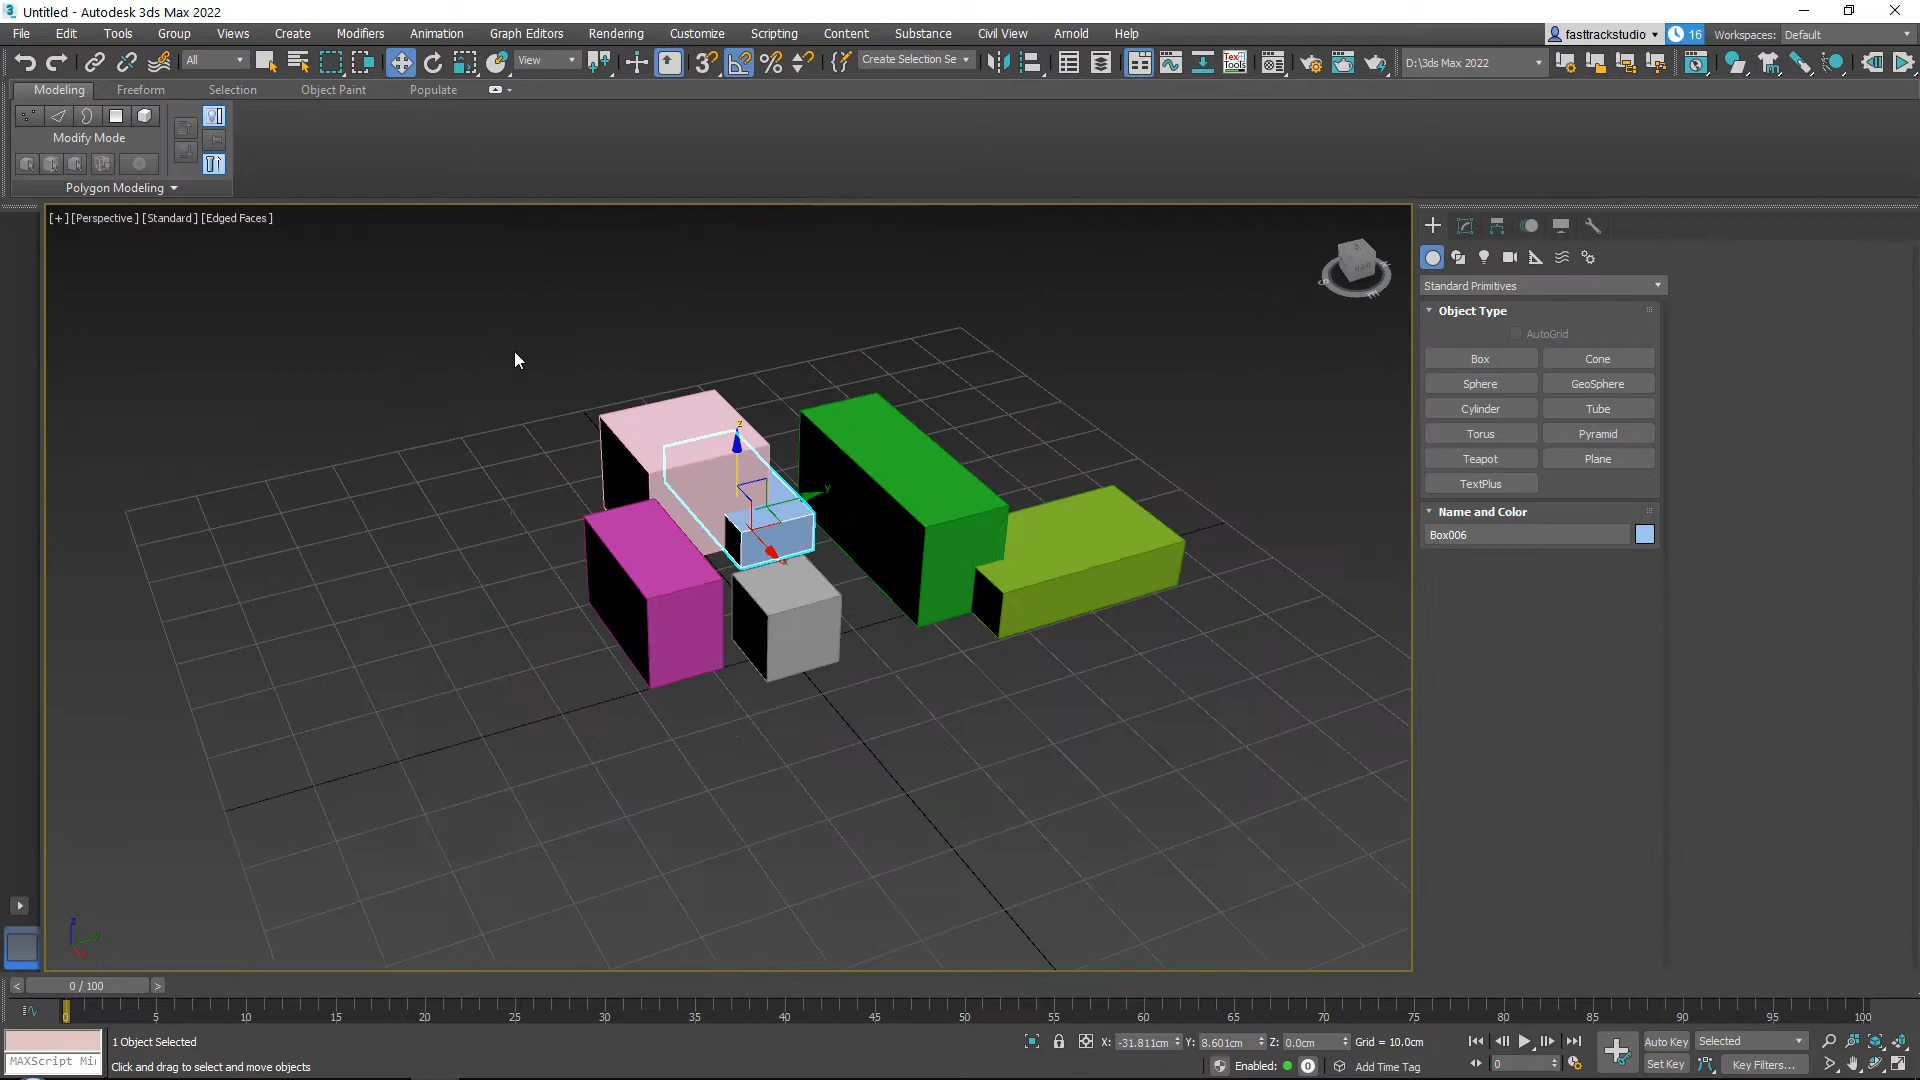 Untitled - Autodesk 3ds Max 2022
File Edit Tools Group Views Create Modifiers Animation Graph Editors Rendering Customize Scripting Content Substance Civil View Arnold Help
fasttrackstudio 16 Workspaces: Default
All View Create Selection Se D:\3ds Max 2022
Modeling Freeform Selection Object Paint Populate
Modify Mode
Polygon Modeling
[+] [Perspective] [Standard] [Edged Faces]
Standard Primitives
Object Type
AutoGrid
Box Cone
Sphere GeoSphere
Cylinder Tube
Torus Pyramid
Teapot Plane
TextPlus
Name and Color
Box006
z
y
x
< 0 / 100 >
0 5 10 15 20 25 30 35 40 45 50 55 60 65 70 75 80 85 90 95 100
1 Object Selected
X: -31.811cm Y: 8.601cm Z: 0.0cm Grid = 10.0cm
Auto Key Selected
MAXScript Mi
Click and drag to select and move objects
Enabled: 0 Add Time Tag
0
Set Key Key Filters...